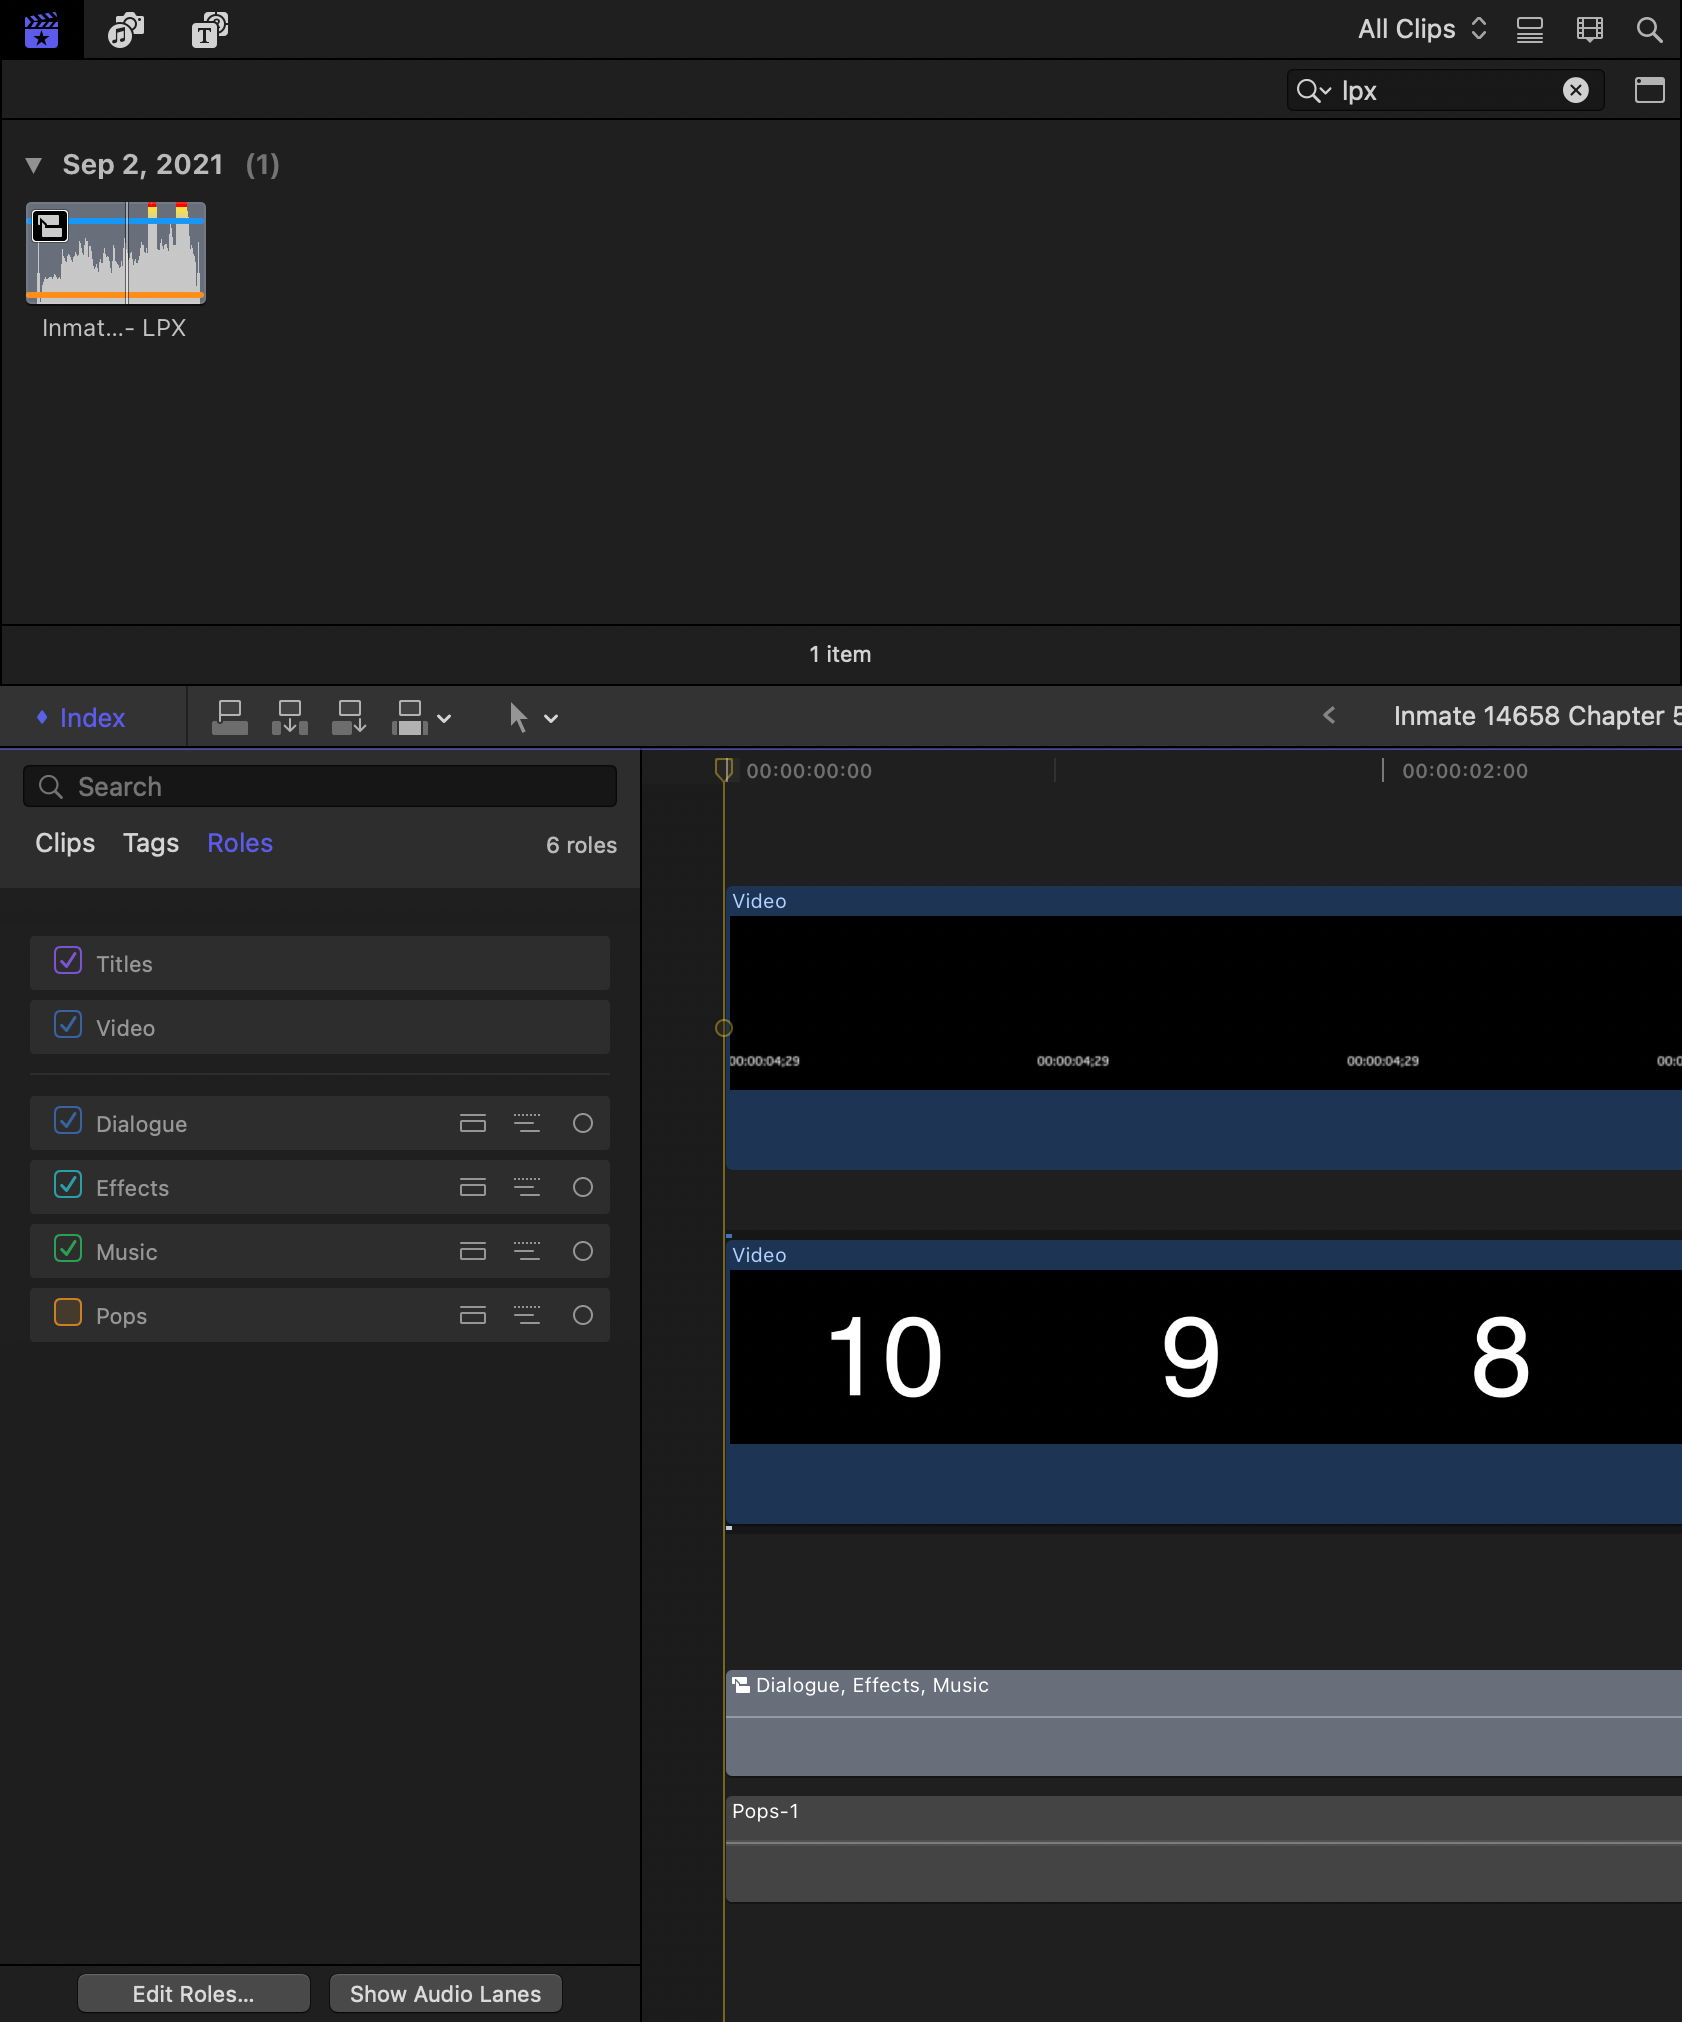 All Clips
lpx
Sep 2, 2021 (1)
Inmat...- LPX
1 item
Index
Inmate 14658 Chapter 5
Search
Clips Tags Roles 6 roles
00:00:00:00
00:00:02:00
Titles
Video
Dialogue
Effects
Music
Pops
Video
00:00:04;29 00:00:04;29 00:00:04;29 00:0
Video
10 9 8
Dialogue, Effects, Music
Pops-1
Edit Roles...
Show Audio Lanes